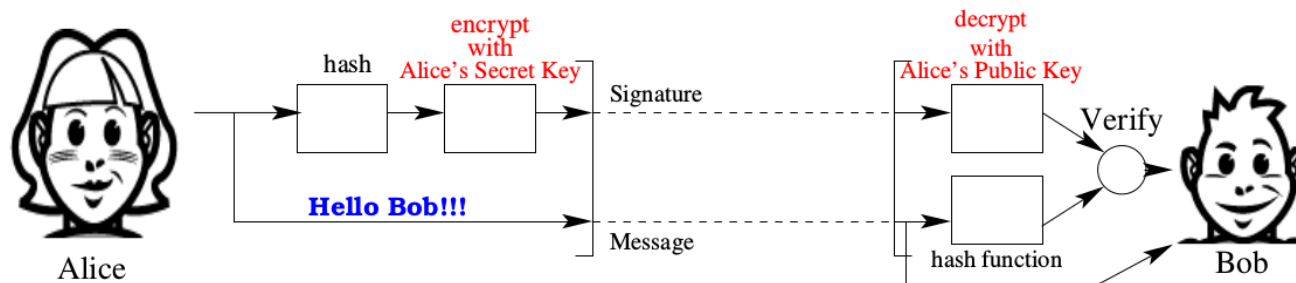 encrypt
with
Alice's Secret Key
hash
Signature
Hello Bob!!!
Message
Alice
decrypt
with
Alice's Public Key
Verify
hash function
Bob